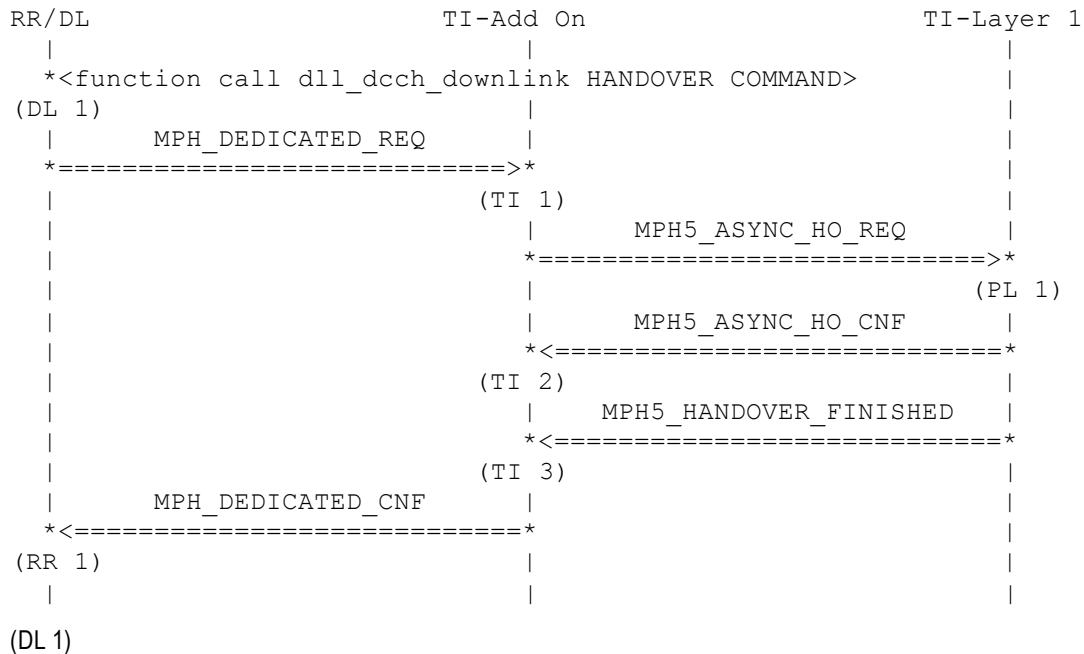 RR/DL                      TI-Add On                     TI-Layer 1
  |                             |                             |
  *<function call dll_dcch_downlink HANDOVER COMMAND>         |
(DL 1)                          |                             |
  |      MPH_DEDICATED_REQ      |                             |
  *============================>*                             |
  |                          (TI 1)                           |
  |                             |      MPH5_ASYNC_HO_REQ      |
  |                             *============================>*
  |                             |                           (PL 1)
  |                             |      MPH5_ASYNC_HO_CNF      |
  |                             *<============================*
  |                          (TI 2)                           |
  |                             |    MPH5_HANDOVER_FINISHED   |
  |                             *<============================*
  |                          (TI 3)                           |
  |      MPH_DEDICATED_CNF      |                             |
  *<============================*                             |
(RR 1)                          |                             |
  |                             |                             |
(DL 1)